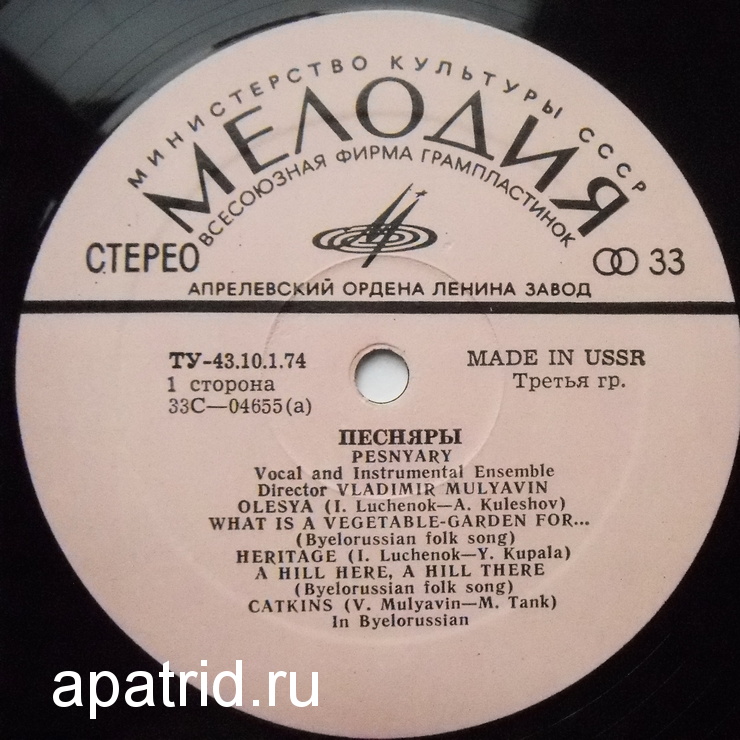 МИНИСТЕРСТВО КУЛЬТУРЫ СССР
МЕЛОДИЯ
ВСЕСОЮЗНАЯ ФИРМА ГРАМПЛАСТИНОК
СТЕРЕО
33
АПРЕЛЕВСКИЙ ОРДЕНА ЛЕНИНА ЗАВОД
ТУ-43.10.1.74
MADE IN USSR
1 сторона
Третья гр.
33С—04655(а)
ПЕСНЯРЫ
PESNYARY
Vocal and Instrumental Ensemble
Director VLADIMIR MULYAVIN
OLESYA (I. Luchenok—A. Kuleshov)
WHAT IS A VEGETABLE-GARDEN FOR...
(Byelorussian folk song)
HERITAGE (I. Luchenok—Y. Kupala)
A HILL HERE, A HILL THERE
(Byelorussian folk song)
CATKINS (V. Mulyavin—M. Tank)
In Byelorussian
apatrid.ru